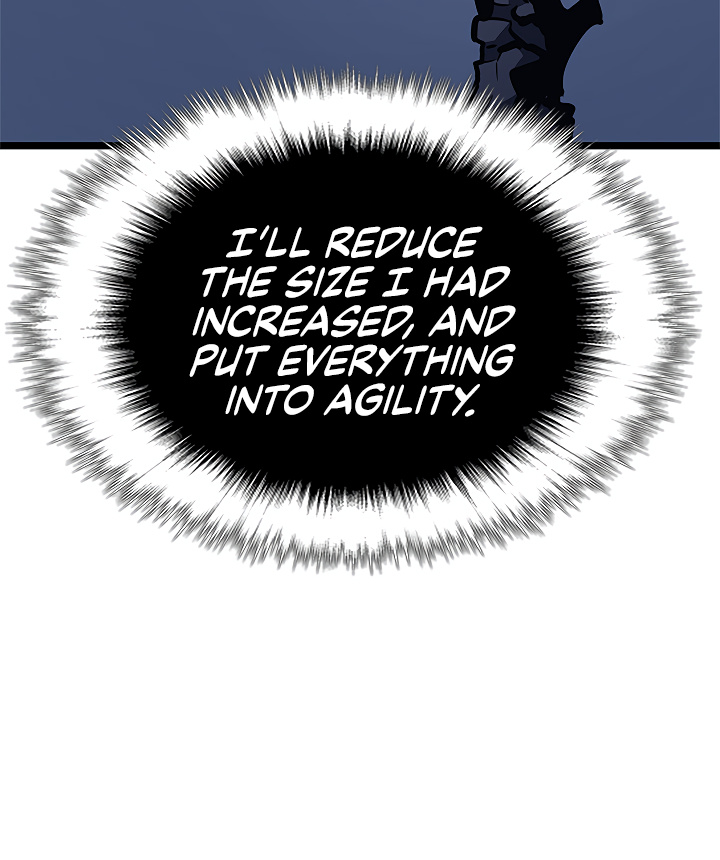 I'LL REDUCE
THE SIZE I HAD
INCREASED, AND
PUT EVERYTHING
INTO AGILITY.